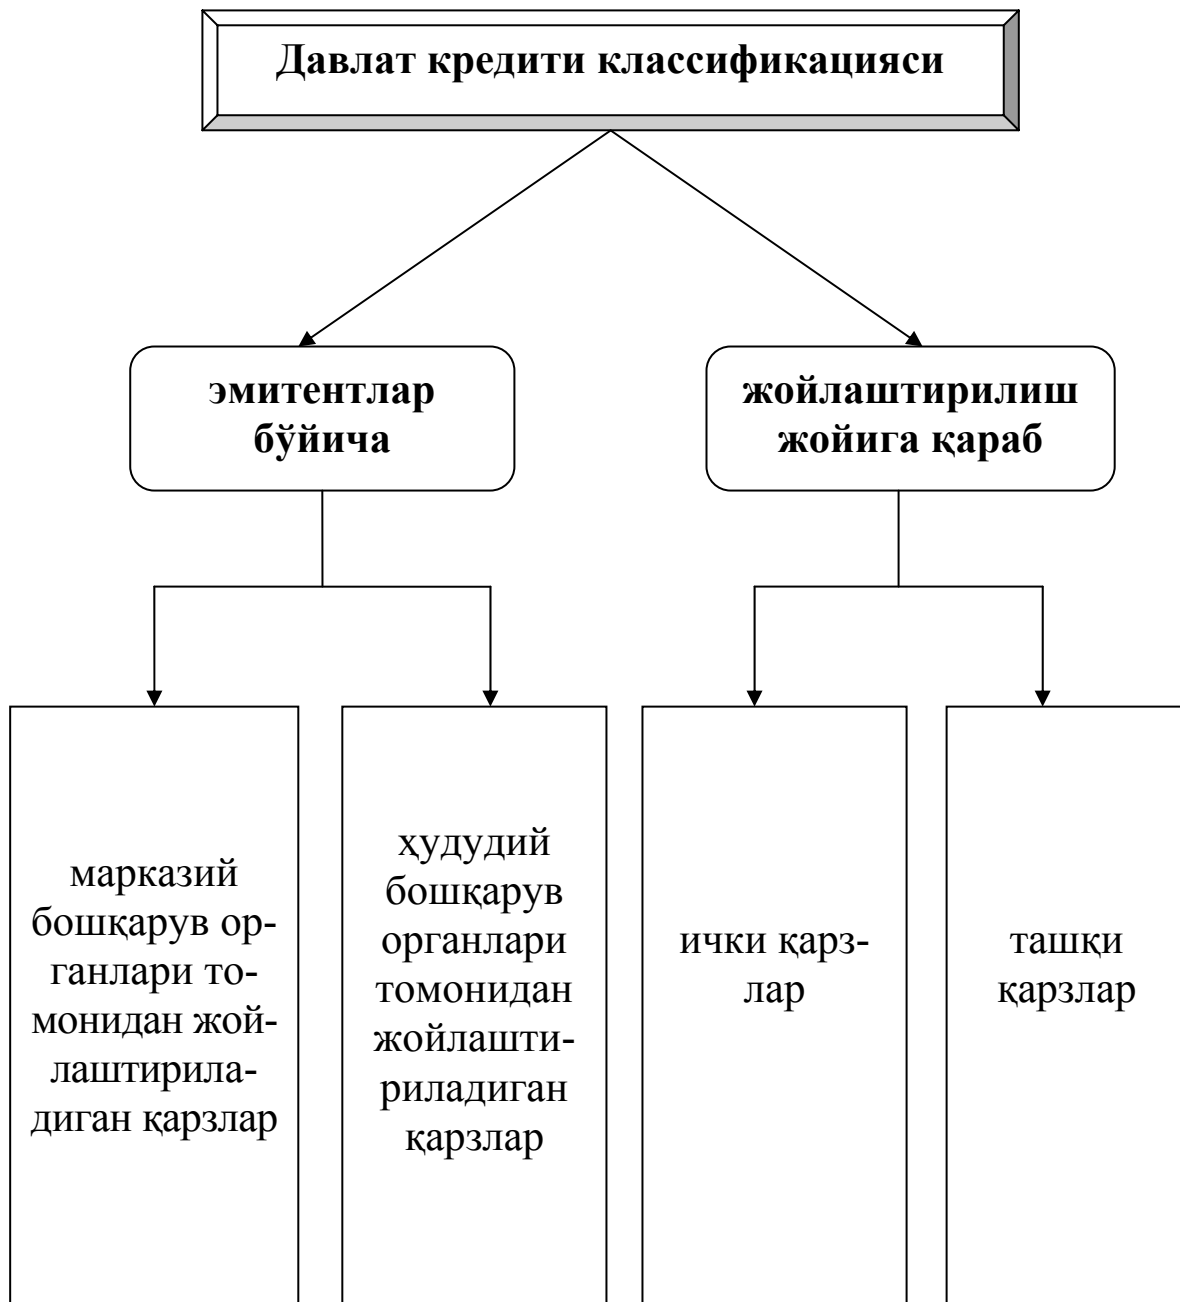 Давлат кредити классификацияси
эмитентлар
бўйича
жойлаштирилиш
жойига қараб
марказий
бошқарув ор-
ганлари то-
монидан жой-
лаштирила-
диган қарзлар
ҳудудий
бошқарув
органлари
томонидан
жойлашти-
риладиган
қарзлар
ички қарз-
лар
ташқи
қарзлар